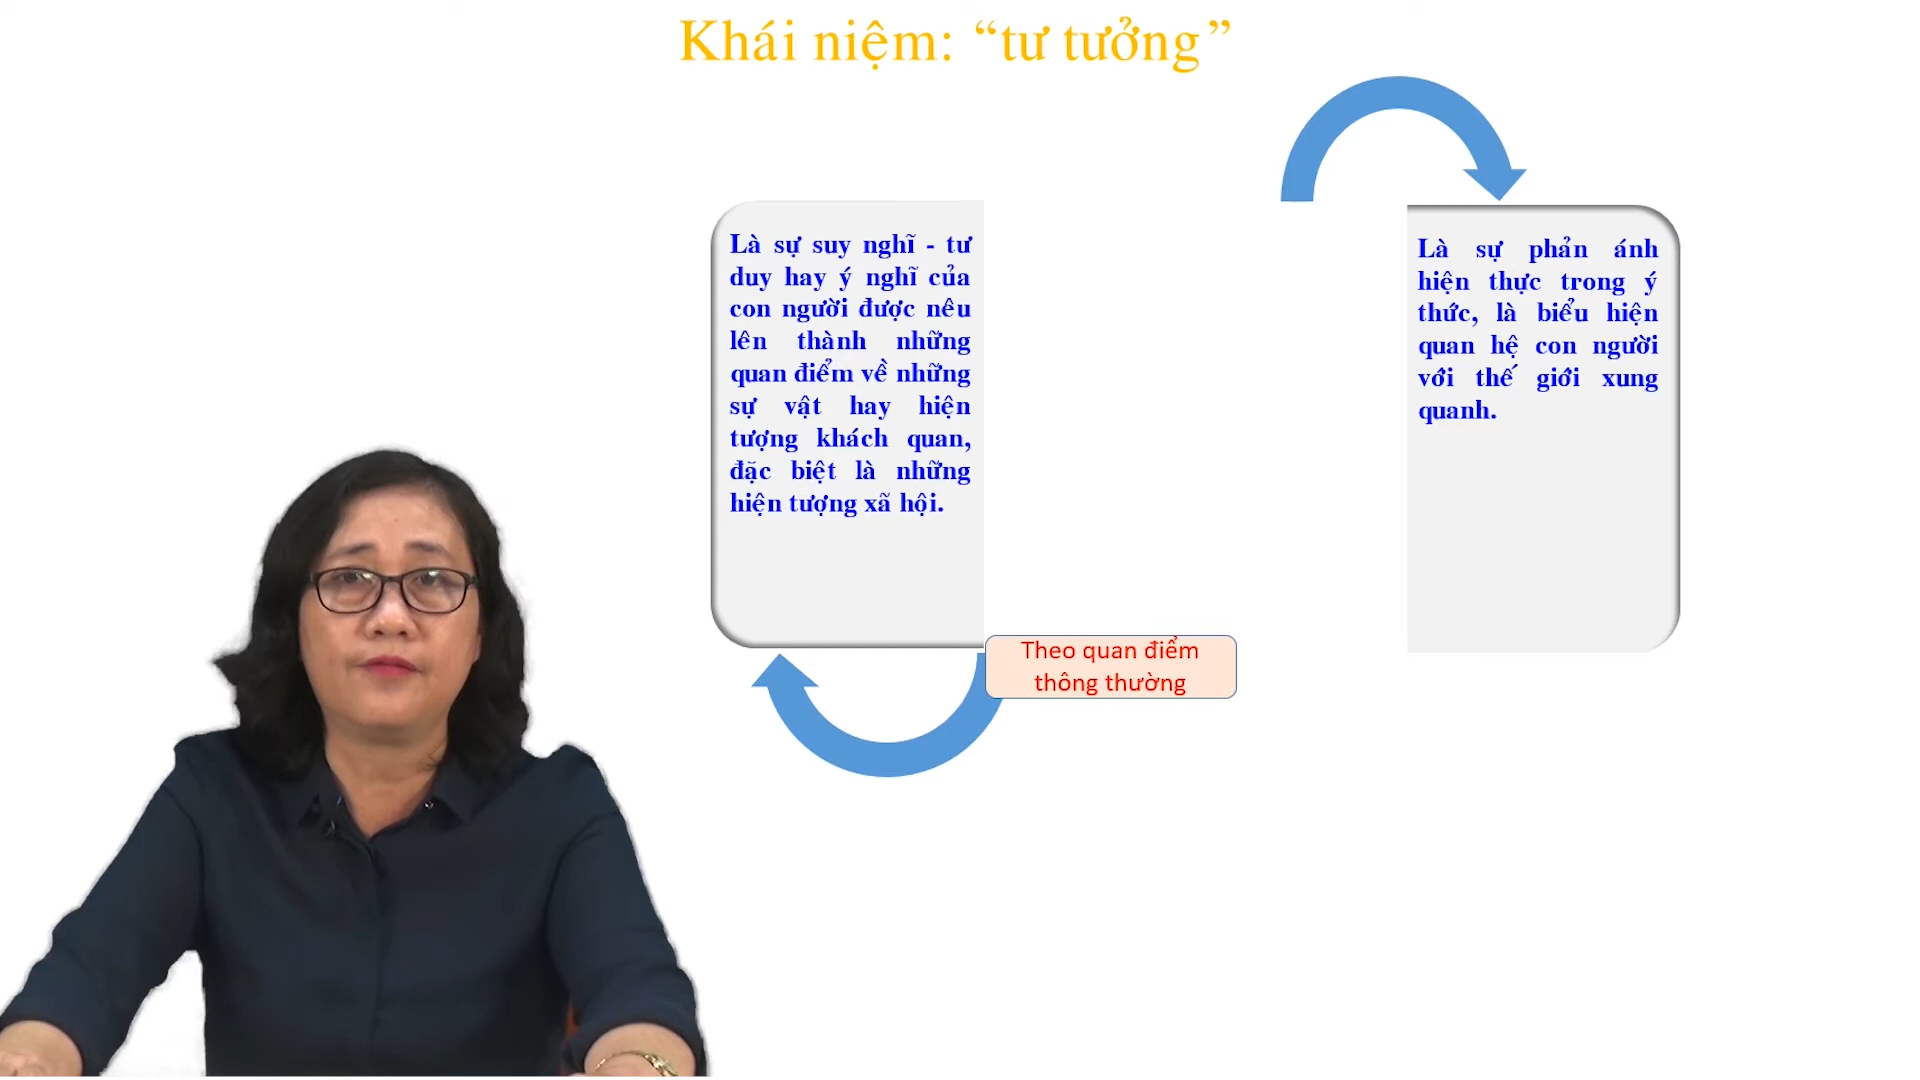 Khái niệm: “tư tưởng”
Là sự suy nghĩ - tư
duy hay ý nghĩ của
con người được nêu
lên thành những
quan điểm về những
sự vật hay hiện
tượng khách quan,
đặc biệt là những
hiện tượng xã hội.
Theo quan điểm
thông thường
Là sự phản ánh
hiện thực trong ý
thức, là biểu hiện
quan hệ con người
với thế giới xung
quanh.